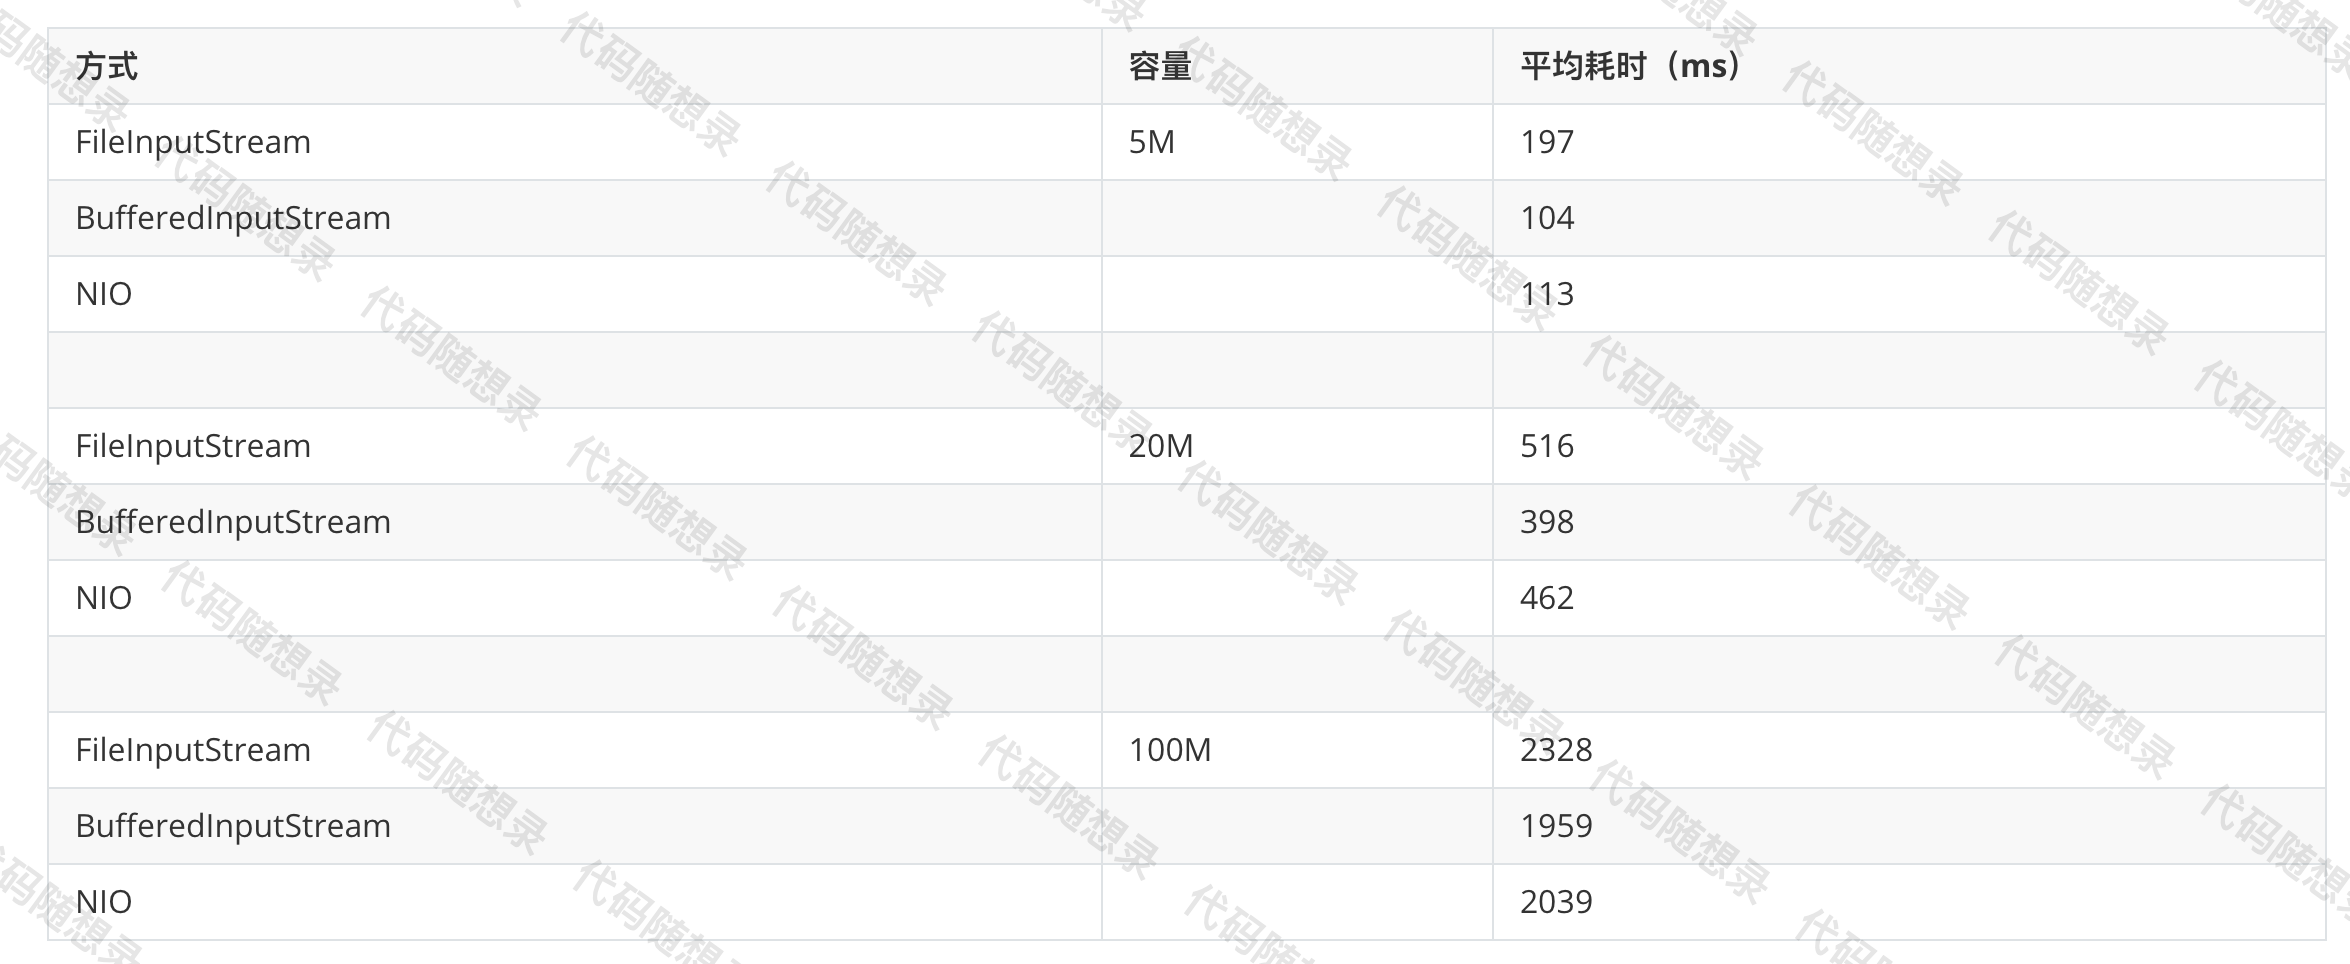 方式 容量 平均耗时（ms）
FileInputStream 5M 197
BufferedInputStream 104
NIO 113
FileInputStream 20M 516
BufferedInputStream 398
NIO 462
FileInputStream 100M 2328
BufferedInputStream 1959
NIO 2039
代码随想录